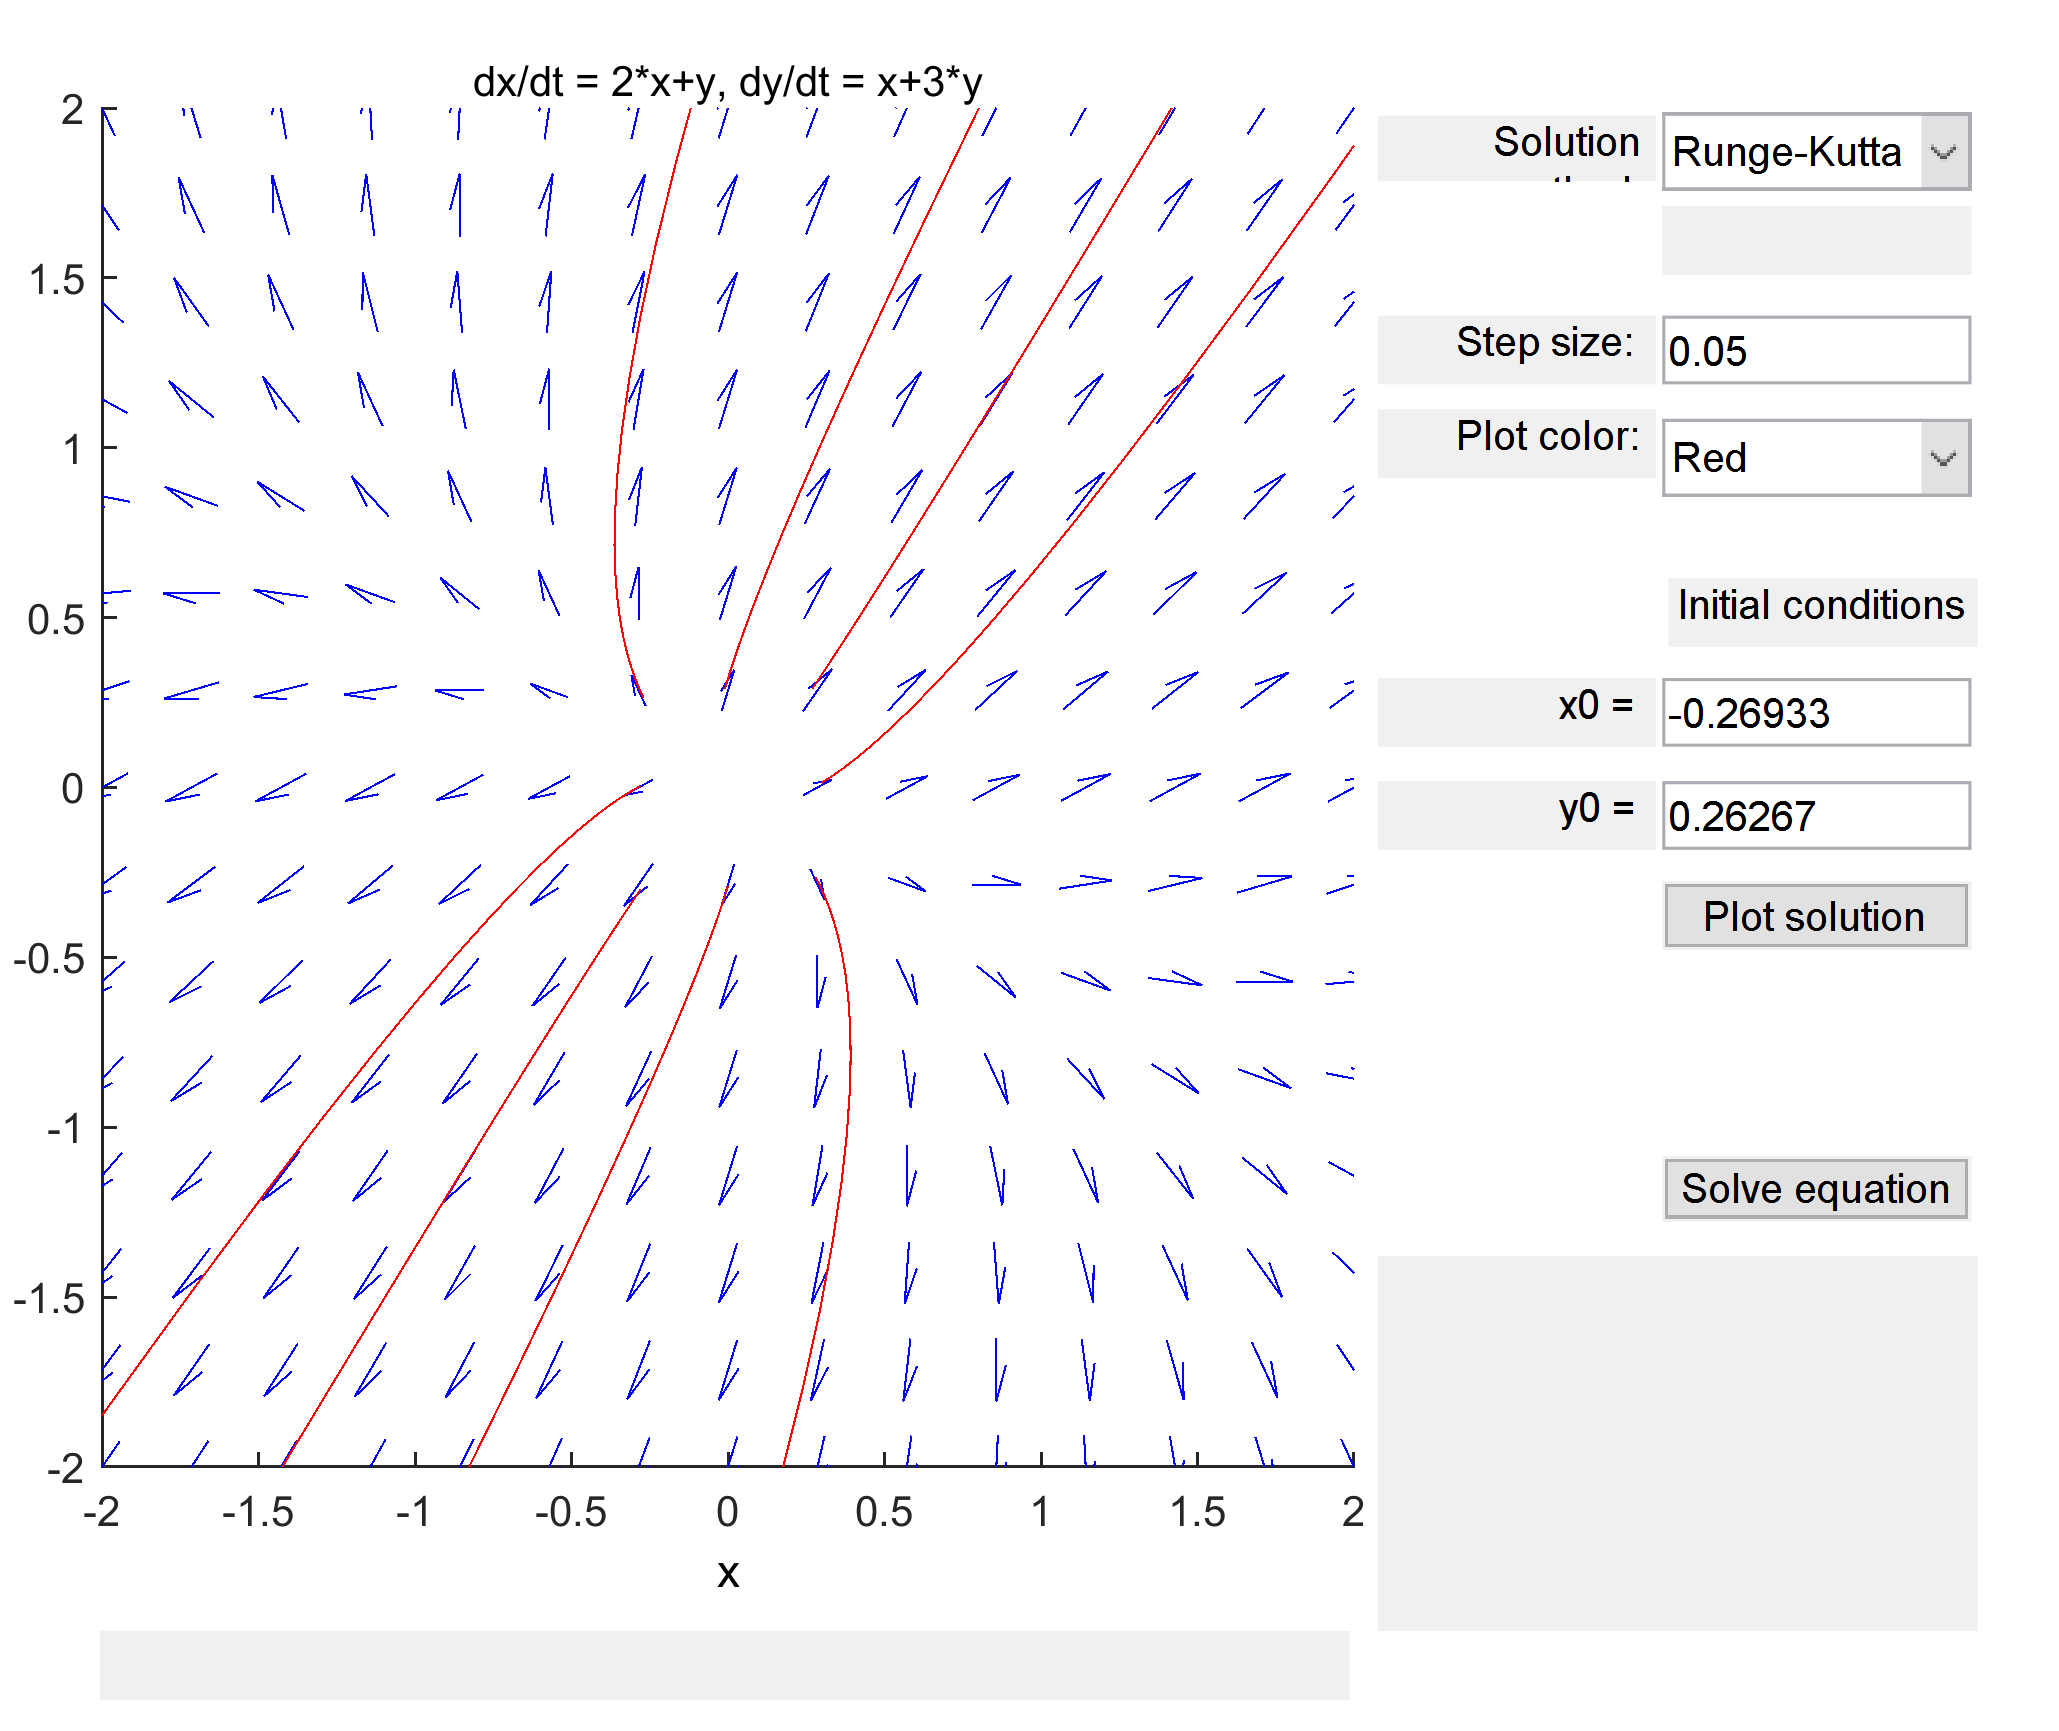 dx/dt = 2*x+y, dy/dt = x+3*y
2
1.5
1
0.5
0
-0.5
-1
-1.5
-2
-2 -1.5 -1 -0.5 0 0.5 1 1.5 2
x
Solution
Runge-Kutta
Step size:
0.05
Plot color:
Red
Initial conditions
x0 =
-0.26933
y0 =
0.26267
Plot solution
Solve equation